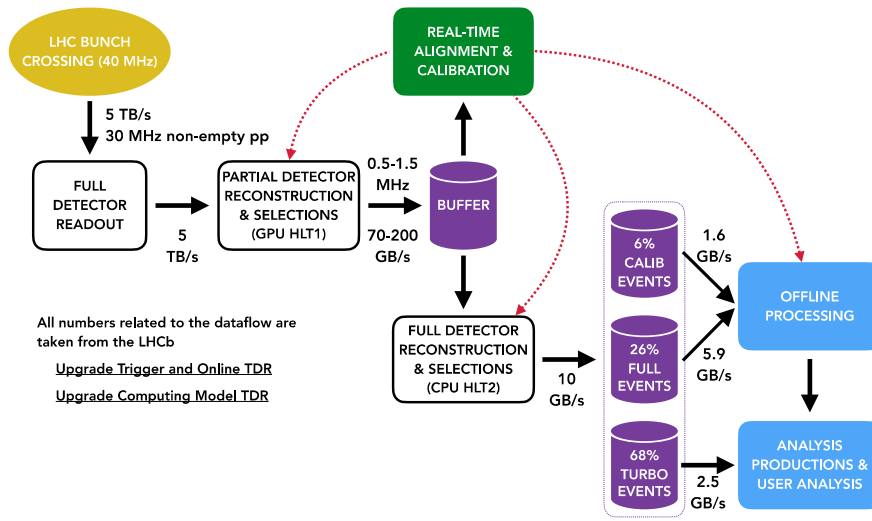 LHC BUNCH
CROSSING (40 MHz)
5 TB/s
30 MHz non-empty pp
FULL
DETECTOR
READOUT
5
TB/s
PARTIAL DETECTOR
RECONSTRUCTION
& SELECTIONS
(GPU HLT1)
0.5-1.5
MHz
70-200
GB/s
REAL-TIME
ALIGNMENT &
CALIBRATION
BUFFER
FULL DETECTOR
RECONSTRUCTION
& SELECTIONS
(CPU HLT2)
10
GB/s
6%
CALIB
EVENTS
26%
FULL
EVENTS
68%
TURBO
EVENTS
1.6
GB/s
5.9
GB/s
2.5
GB/s
OFFLINE
PROCESSING
ANALYSIS
PRODUCTIONS &
USER ANALYSIS
All numbers related to the dataflow are
taken from the LHCb
Upgrade Trigger and Online TDR
Upgrade Computing Model TDR